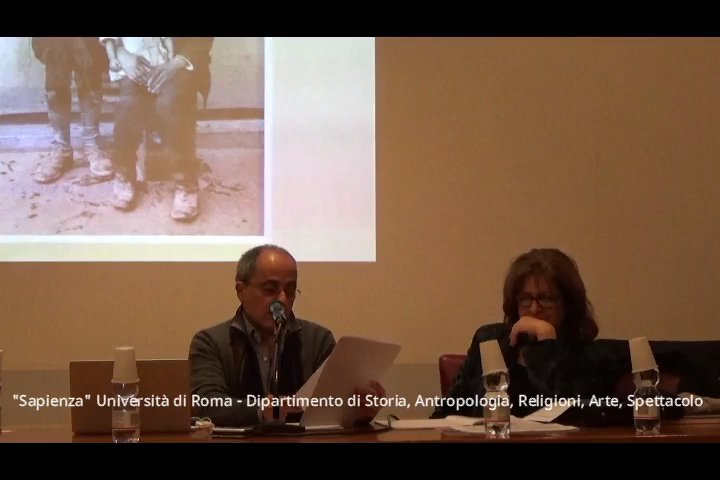 "Sapienza" Università di Roma - Dipartimento di Storia, Antropologia, Religioni, Arte, Spettacolo